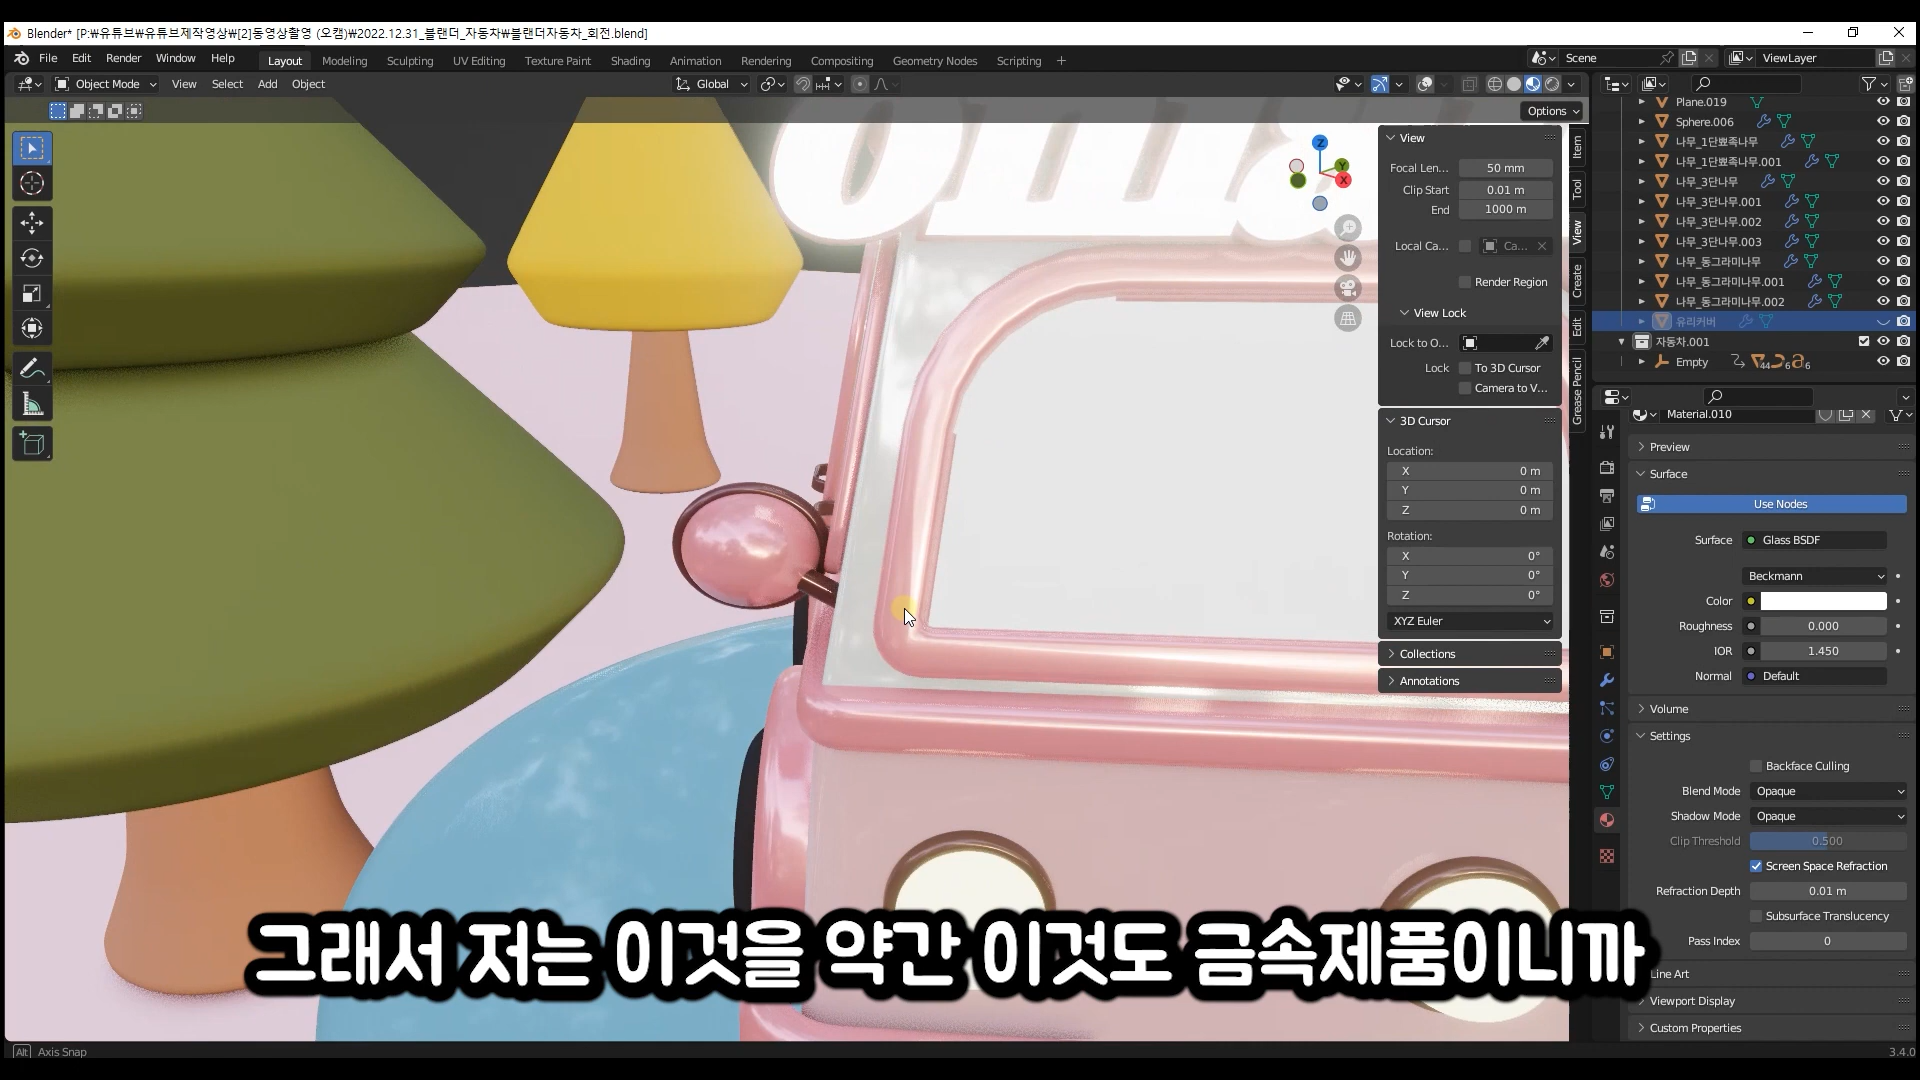 Blender* [P:₩유튜브₩유튜브제작영상₩[2]동영상촬영 (오캠)₩2022.12.31_블랜더_자동차₩블랜더자동차_회전.blend]
File Edit Render Window Help Layout Modeling Sculpting UV Editing Texture Paint Shading Animation Rendering Compositing Geometry Nodes Scripting + Scene ViewLayer
Object Mode View Select Add Object Global
Options
View
Focal Len... 50 mm
Clip Start 0.01 m
End 1000 m
Local Ca... Ca...
Render Region
View Lock
Lock to O...
Lock To 3D Cursor
Camera to V...
3D Cursor
Location:
X 0 m
Y 0 m
Z 0 m
Rotation:
X 0°
Y 0°
Z 0°
XYZ Euler
Collections
Annotations
Item
Tool
View
Create
Edit
Grease Pencil
Z
Y
X
Plane.019
Sphere.006
나무_1단뾰족나무
나무_1단뾰족나무.001
나무_3단나무
나무_3단나무.001
나무_3단나무.002
나무_3단나무.003
나무_동그라미나무
나무_동그라미나무.001
나무_동그라미나무.002
유리커버
자동차.001
Empty 44 6 6
Material.010
Preview
Surface
Use Nodes
Surface Glass BSDF
Beckmann
Color
Roughness 0.000
IOR 1.450
Normal Default
Volume
Settings
Backface Culling
Blend Mode Opaque
Shadow Mode Opaque
Clip Threshold 0.500
Screen Space Refraction
Refraction Depth 0.01 m
Subsurface Translucency
Pass Index 0
Line Art
Viewport Display
Custom Properties
그래서 저는 이것을 약간 이것도 금속제품이니까
Alt Axis Snap
3.4.0